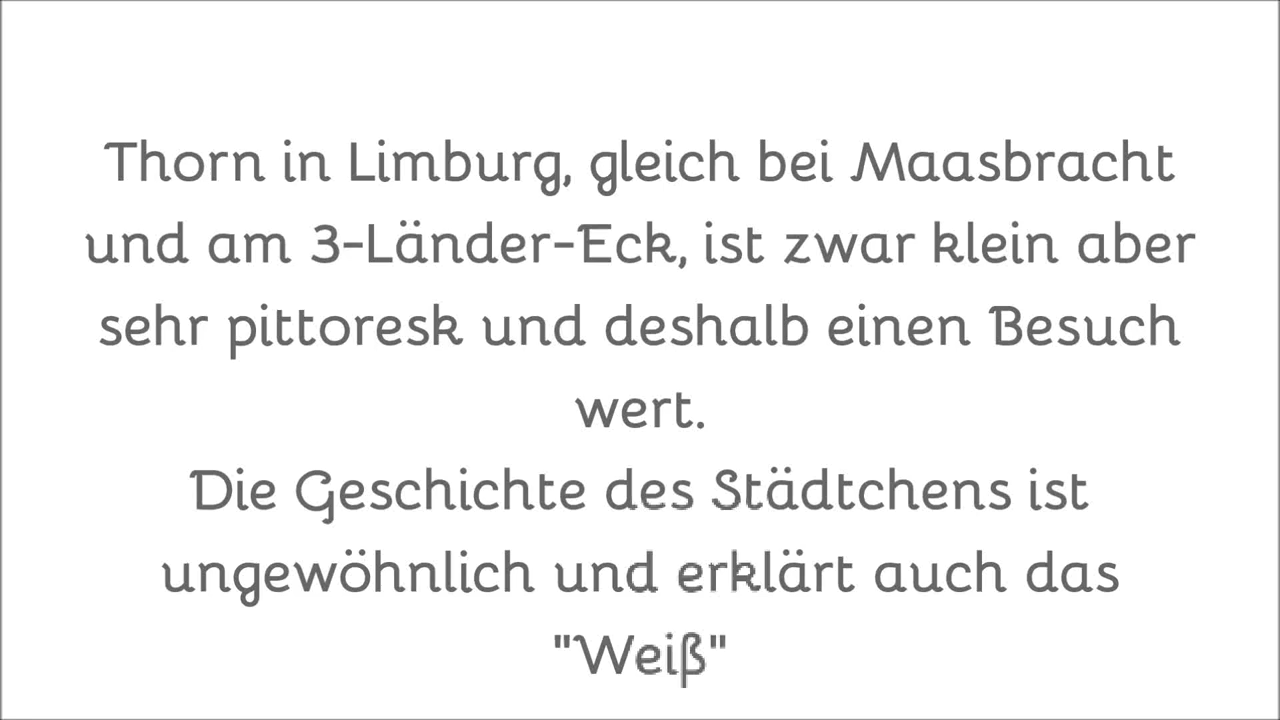 Thorn in Limburg, gleich bei Maasbracht
und am 3-Länder-Eck, ist zwar klein aber
sehr pittoresk und deshalb einen Besuch
wert.
Die Geschichte des Städtchens ist
ungewöhnlich und erklärt auch das
"Weiß"